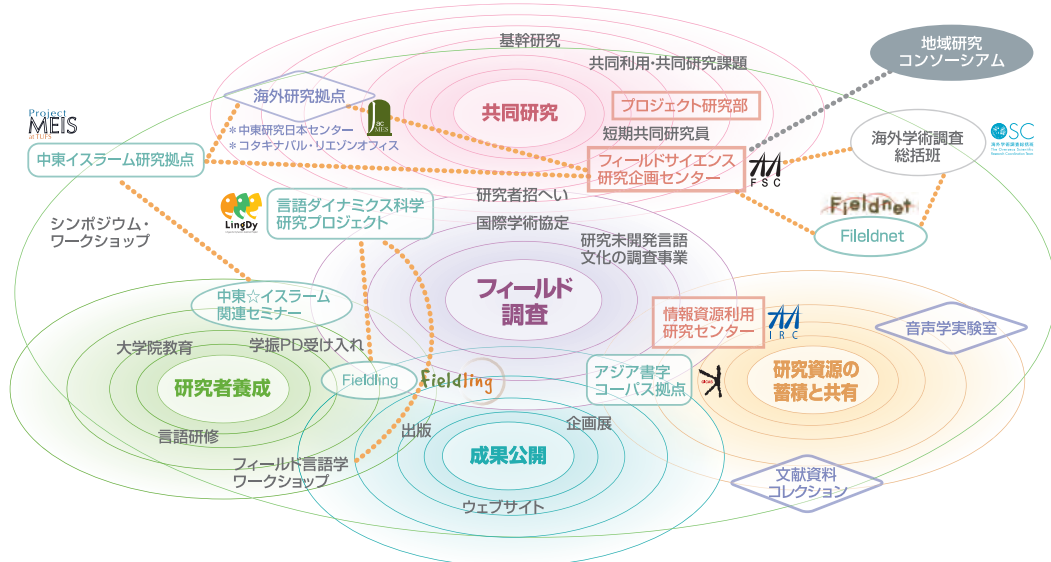 基幹研究
地域研究
コンソーシアム
共同利用・共同研究課題
海外研究拠点
共同研究
プロジェクト研究部
Project
MEIS
at TUFS
JaCMES
＊中東研究日本センター
＊コタキナバル・リエゾンオフィス
短期共同研究員
海外学術調査
総括班
OSC
海外学術調査総括班
中東イスラーム研究拠点
フィールドサイエンス
研究企画センター
FSC
研究者招へい
LingDy
言語ダイナミクス科学
研究プロジェクト
Fieldnet
シンポジウム・
ワークショップ
国際学術協定
Fileldnet
研究未開発言語
文化の調査事業
中東☆イスラーム
関連セミナー
フィールド
調査
情報資源利用
研究センター
IRC
音声学実験室
大学院教育
学振PD受け入れ
研究者養成
Fieldling
Fieldling
アジア書字
コーパス拠点
研究資源の
蓄積と共有
言語研修
出版
企画展
成果公開
フィールド言語学
ワークショップ
文献資料
コレクション
ウェブサイト